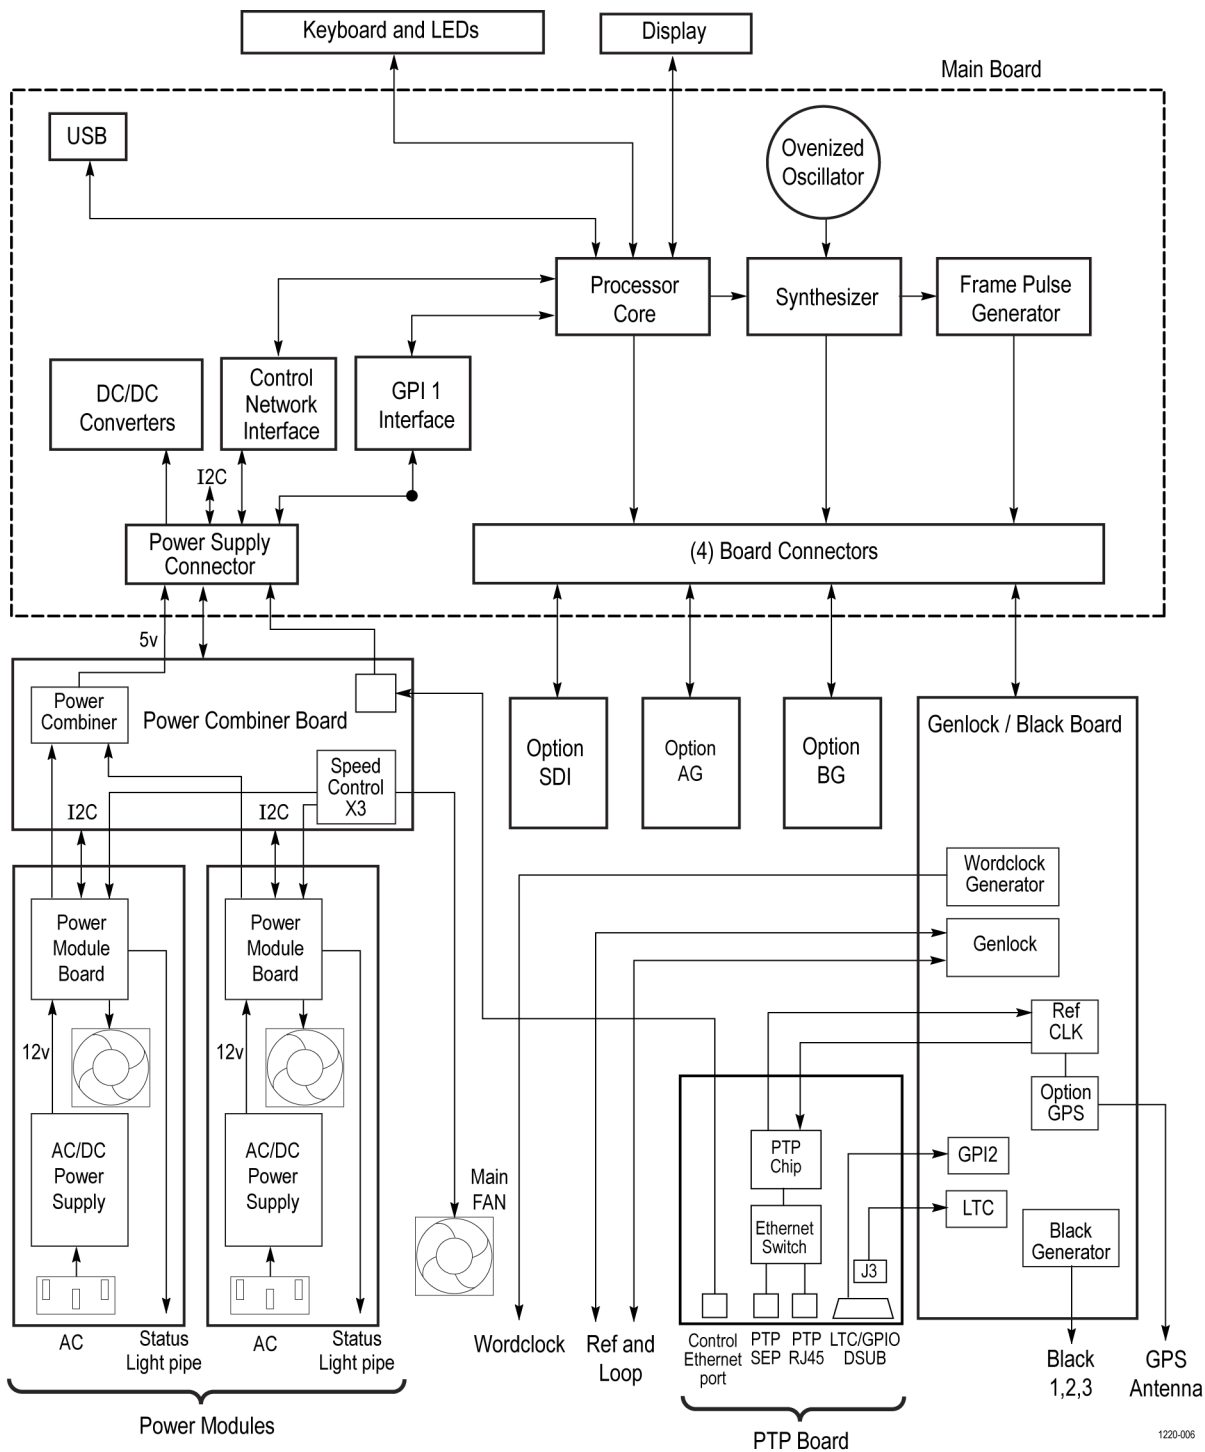 Keyboard and LEDs
Display
Main Board
USB
Ovenized
Oscillator
Processor
Core
Synthesizer
Frame Pulse
Generator
DC/DC
Converters
Control
Network
Interface
GPI 1
Interface
I2C
Power Supply
Connector
(4) Board Connectors
5v
Power
Combiner
Power Combiner Board
Speed
Control
X3
I2C
I2C
Option
SDI
Option
AG
Option
BG
Genlock / Black Board
Wordclock
Generator
Genlock
Ref
CLK
Option
GPS
GPI2
LTC
Black
Generator
Power
Module
Board
Power
Module
Board
12v
12v
AC/DC
Power
Supply
AC/DC
Power
Supply
Main
FAN
PTP
Chip
Ethernet
Switch
J3
AC
Status
Light pipe
AC
Status
Light pipe
Power Modules
Wordclock
Ref and
Loop
Control
Ethernet
port
PTP
SEP
PTP
RJ45
LTC/GPIO
DSUB
PTP Board
Black
1,2,3
GPS
Antenna
1220-006